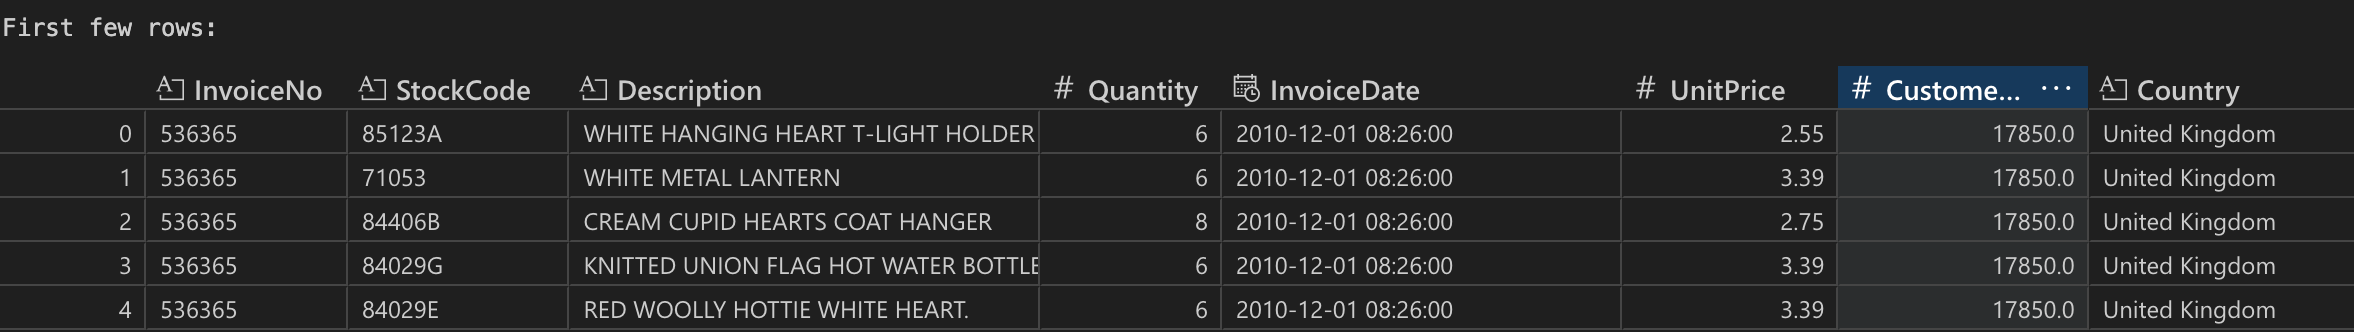 First few rows:
InvoiceNo StockCode Description # Quantity InvoiceDate # UnitPrice # Custome... ··· Country
0 536365 85123A WHITE HANGING HEART T-LIGHT HOLDER 6 2010-12-01 08:26:00 2.55 17850.0 United Kingdom
1 536365 71053 WHITE METAL LANTERN 6 2010-12-01 08:26:00 3.39 17850.0 United Kingdom
2 536365 84406B CREAM CUPID HEARTS COAT HANGER 8 2010-12-01 08:26:00 2.75 17850.0 United Kingdom
3 536365 84029G KNITTED UNION FLAG HOT WATER BOTTLE 6 2010-12-01 08:26:00 3.39 17850.0 United Kingdom
4 536365 84029E RED WOOLLY HOTTIE WHITE HEART. 6 2010-12-01 08:26:00 3.39 17850.0 United Kingdom